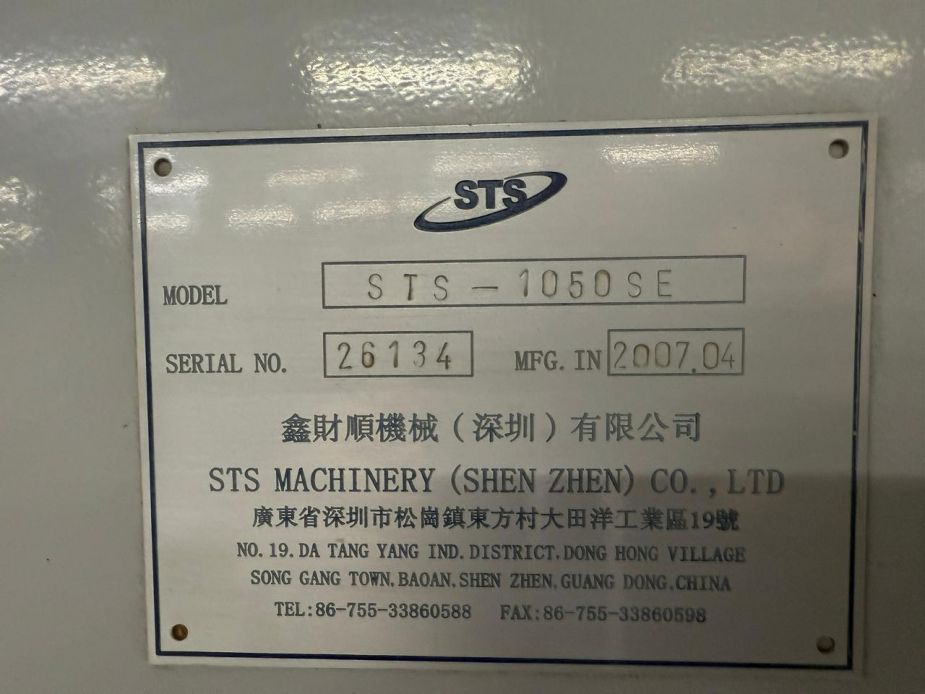 STS
MODEL STS-1050SE
SERIAL NO. 26134 MFG. IN 2007.04
鑫財順機械(深圳)有限公司
STS MACHINERY (SHEN ZHEN) CO.,LTD
廣東省深圳市松崗鎮東方村大田洋工業區19號
NO.19.DA TANG YANG IND.DISTRICT.DONG HONG VILLAGE
SONG GANG TOWN.BAOAN.SHEN ZHEN.GUANG DONG.CHINA
TEL:86-755-33860588 FAX:86-755-33860598